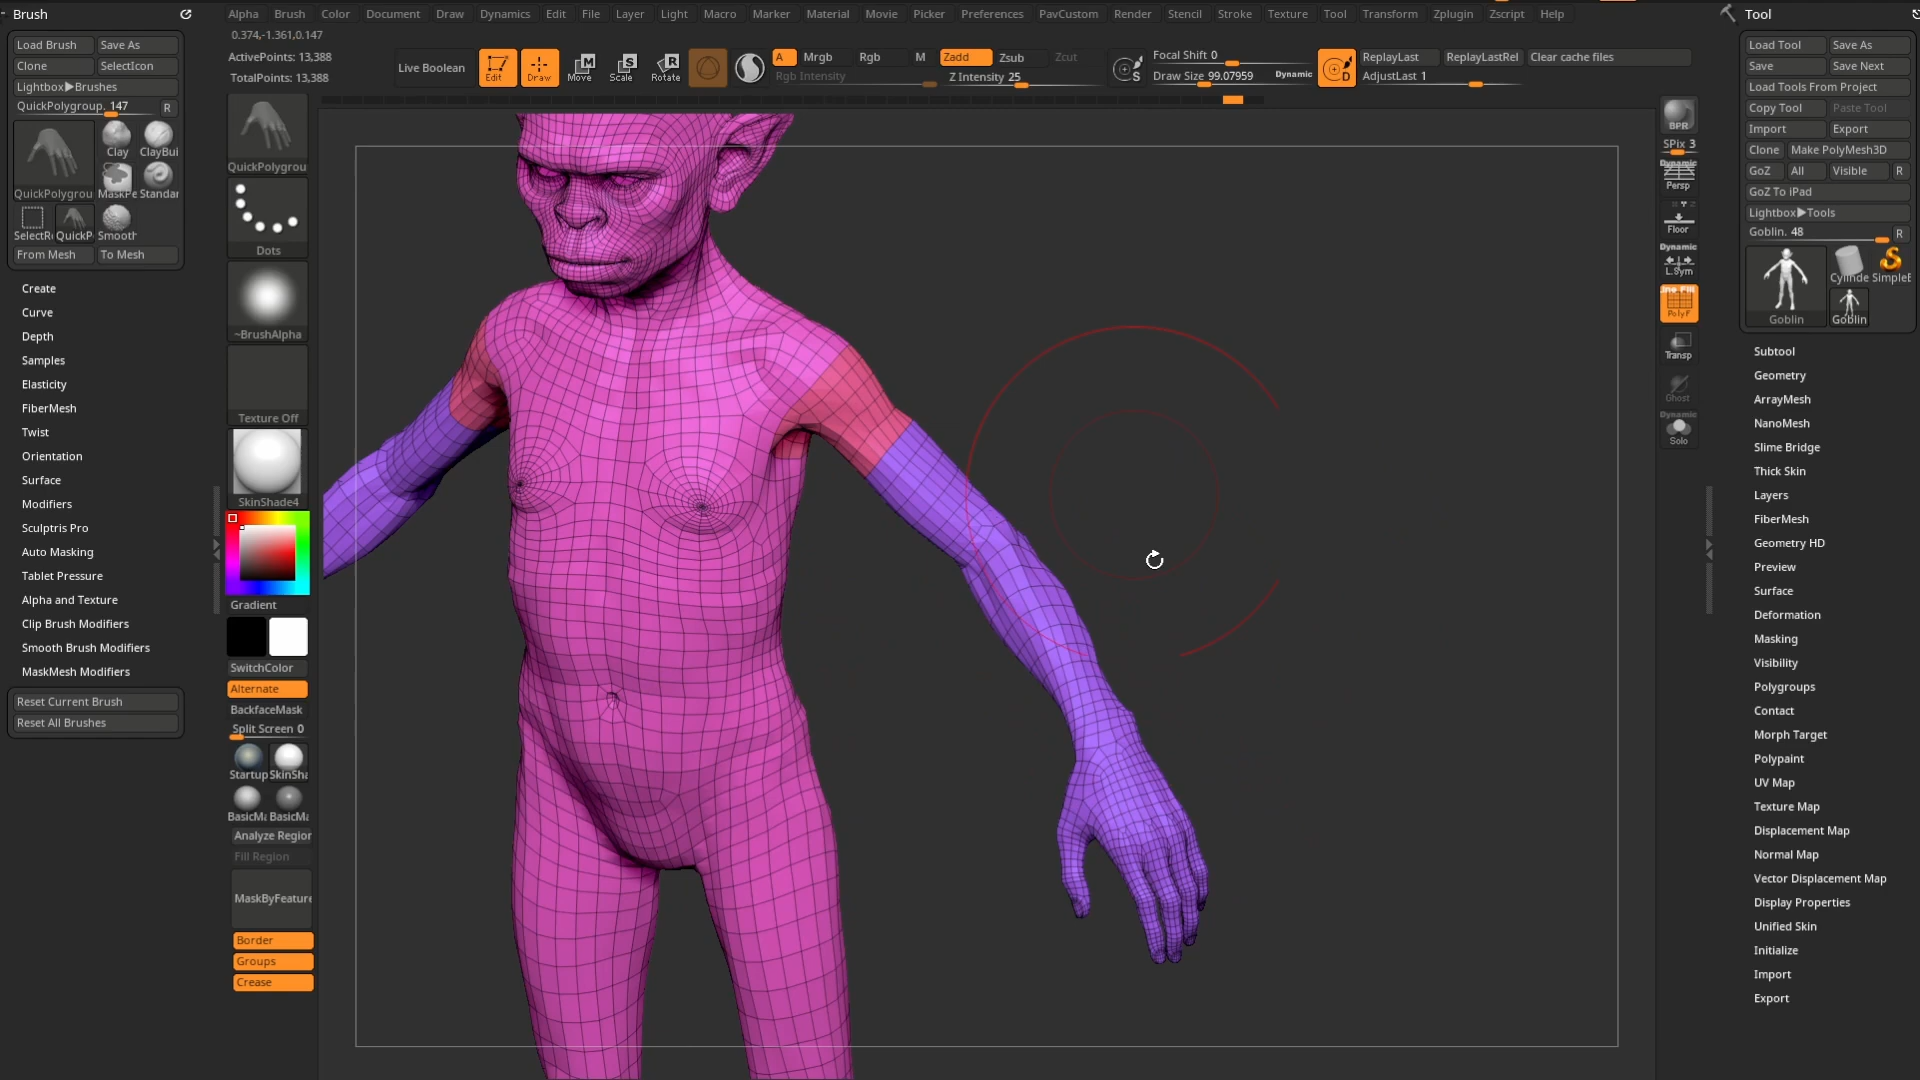 Brush
Alpha Brush Color Document Draw Dynamics Edit File Layer Light Macro Marker Material Movie Picker Preferences PavCustom Render Stencil Stroke Texture Tool Transform Zplugin Zscript Help
Tool
0.374,-1.361,0.147
ActivePoints: 13,388
TotalPoints: 13,388
Live Boolean
Edit Draw Move Scale Rotate
A Mrgb Rgb M Zadd Zsub Zcut
Rgb Intensity Z Intensity 25
Focal Shift 0
Draw Size 99.07959 Dynamic
ReplayLast ReplayLastRel Clear cache files
AdjustLast 1
Load Brush Save As
Clone SelectIcon
Lightbox▶Brushes
QuickPolygroup. 147 R
Clay ClayBui
QuickPolygrou MaskPe Standar
SelectRe QuickP Smooth
From Mesh To Mesh
Create
Curve
Depth
Samples
Elasticity
FiberMesh
Twist
Orientation
Surface
Modifiers
Sculptris Pro
Auto Masking
Tablet Pressure
Alpha and Texture
Clip Brush Modifiers
Smooth Brush Modifiers
MaskMesh Modifiers
Reset Current Brush
Reset All Brushes
QuickPolygrou
Dots
~BrushAlpha
Texture Off
SkinShade4
Gradient
SwitchColor
Alternate
BackfaceMask
Split Screen 0
Startup SkinSha
BasicMa BasicMa
Analyze Region
Fill Region
MaskByFeature
Border
Groups
Crease
BPR
SPix 3
Dynamic
Persp
Floor
Dynamic
L.Sym
Line Fill
PolyF
Transp
Ghost
Dynamic
Solo
Load Tool Save As
Save Save Next
Load Tools From Project
Copy Tool Paste Tool
Import Export
Clone Make PolyMesh3D
GoZ All Visible R
GoZ To iPad
Lightbox▶Tools
Goblin. 48 R
Cylinde SimpleB
Goblin Goblin
Subtool
Geometry
ArrayMesh
NanoMesh
Slime Bridge
Thick Skin
Layers
FiberMesh
Geometry HD
Preview
Surface
Deformation
Masking
Visibility
Polygroups
Contact
Morph Target
Polypaint
UV Map
Texture Map
Displacement Map
Normal Map
Vector Displacement Map
Display Properties
Unified Skin
Initialize
Import
Export